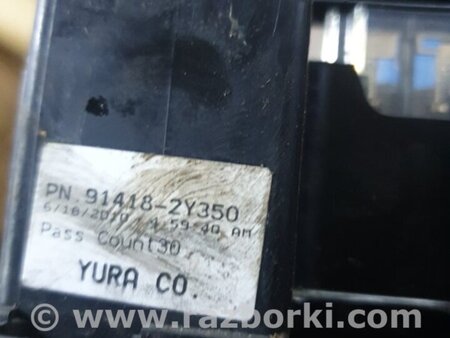 PN.91418-2Y350
6/18/2010 4:59:40 AM
Pass Count30
YURA CO.
© www.razborki.com